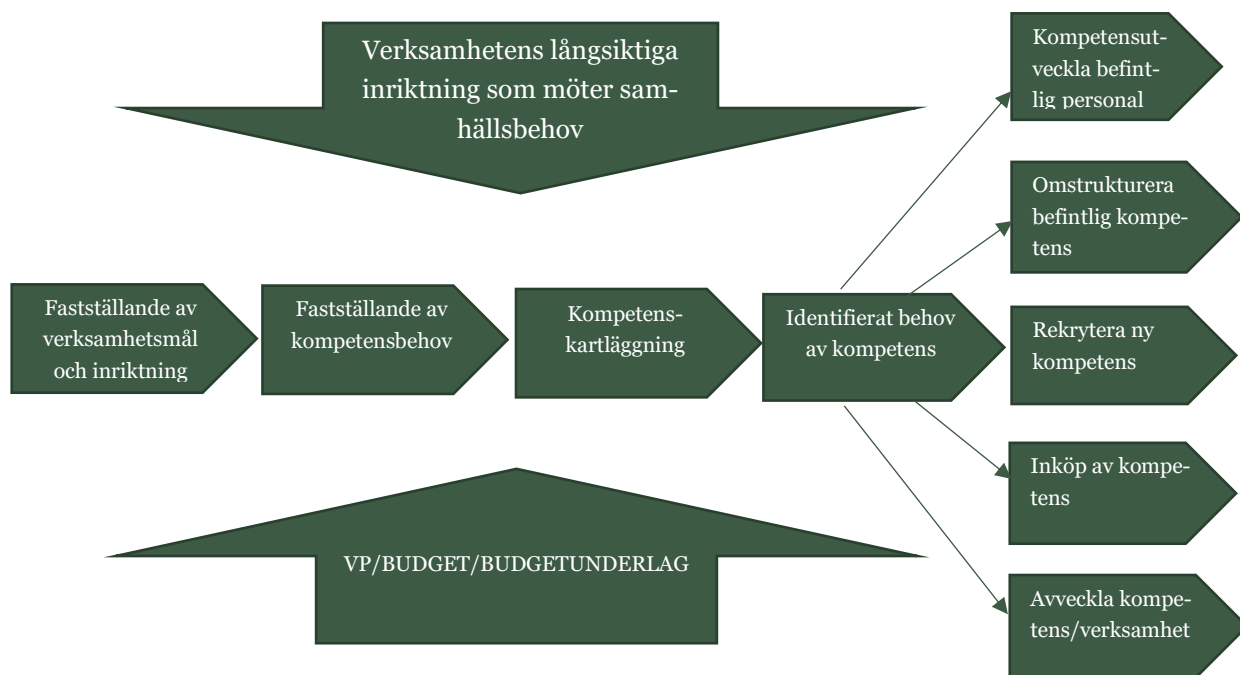 Verksamhetens långsiktiga
inriktning som möter sam-
hällsbehov
Fastställande av
verksamhetsmål
och inriktning
Fastställande av
kompetensbehov
Kompetens-
kartläggning
Identifierat behov
av kompetens
Kompetensut-
veckla befint-
lig personal
Omstrukturera
befintlig kompe-
tens
Rekrytera ny
kompetens
Inköp av kompe-
tens
Avveckla kompe-
tens/verksamhet
VP/BUDGET/BUDGETUNDERLAG